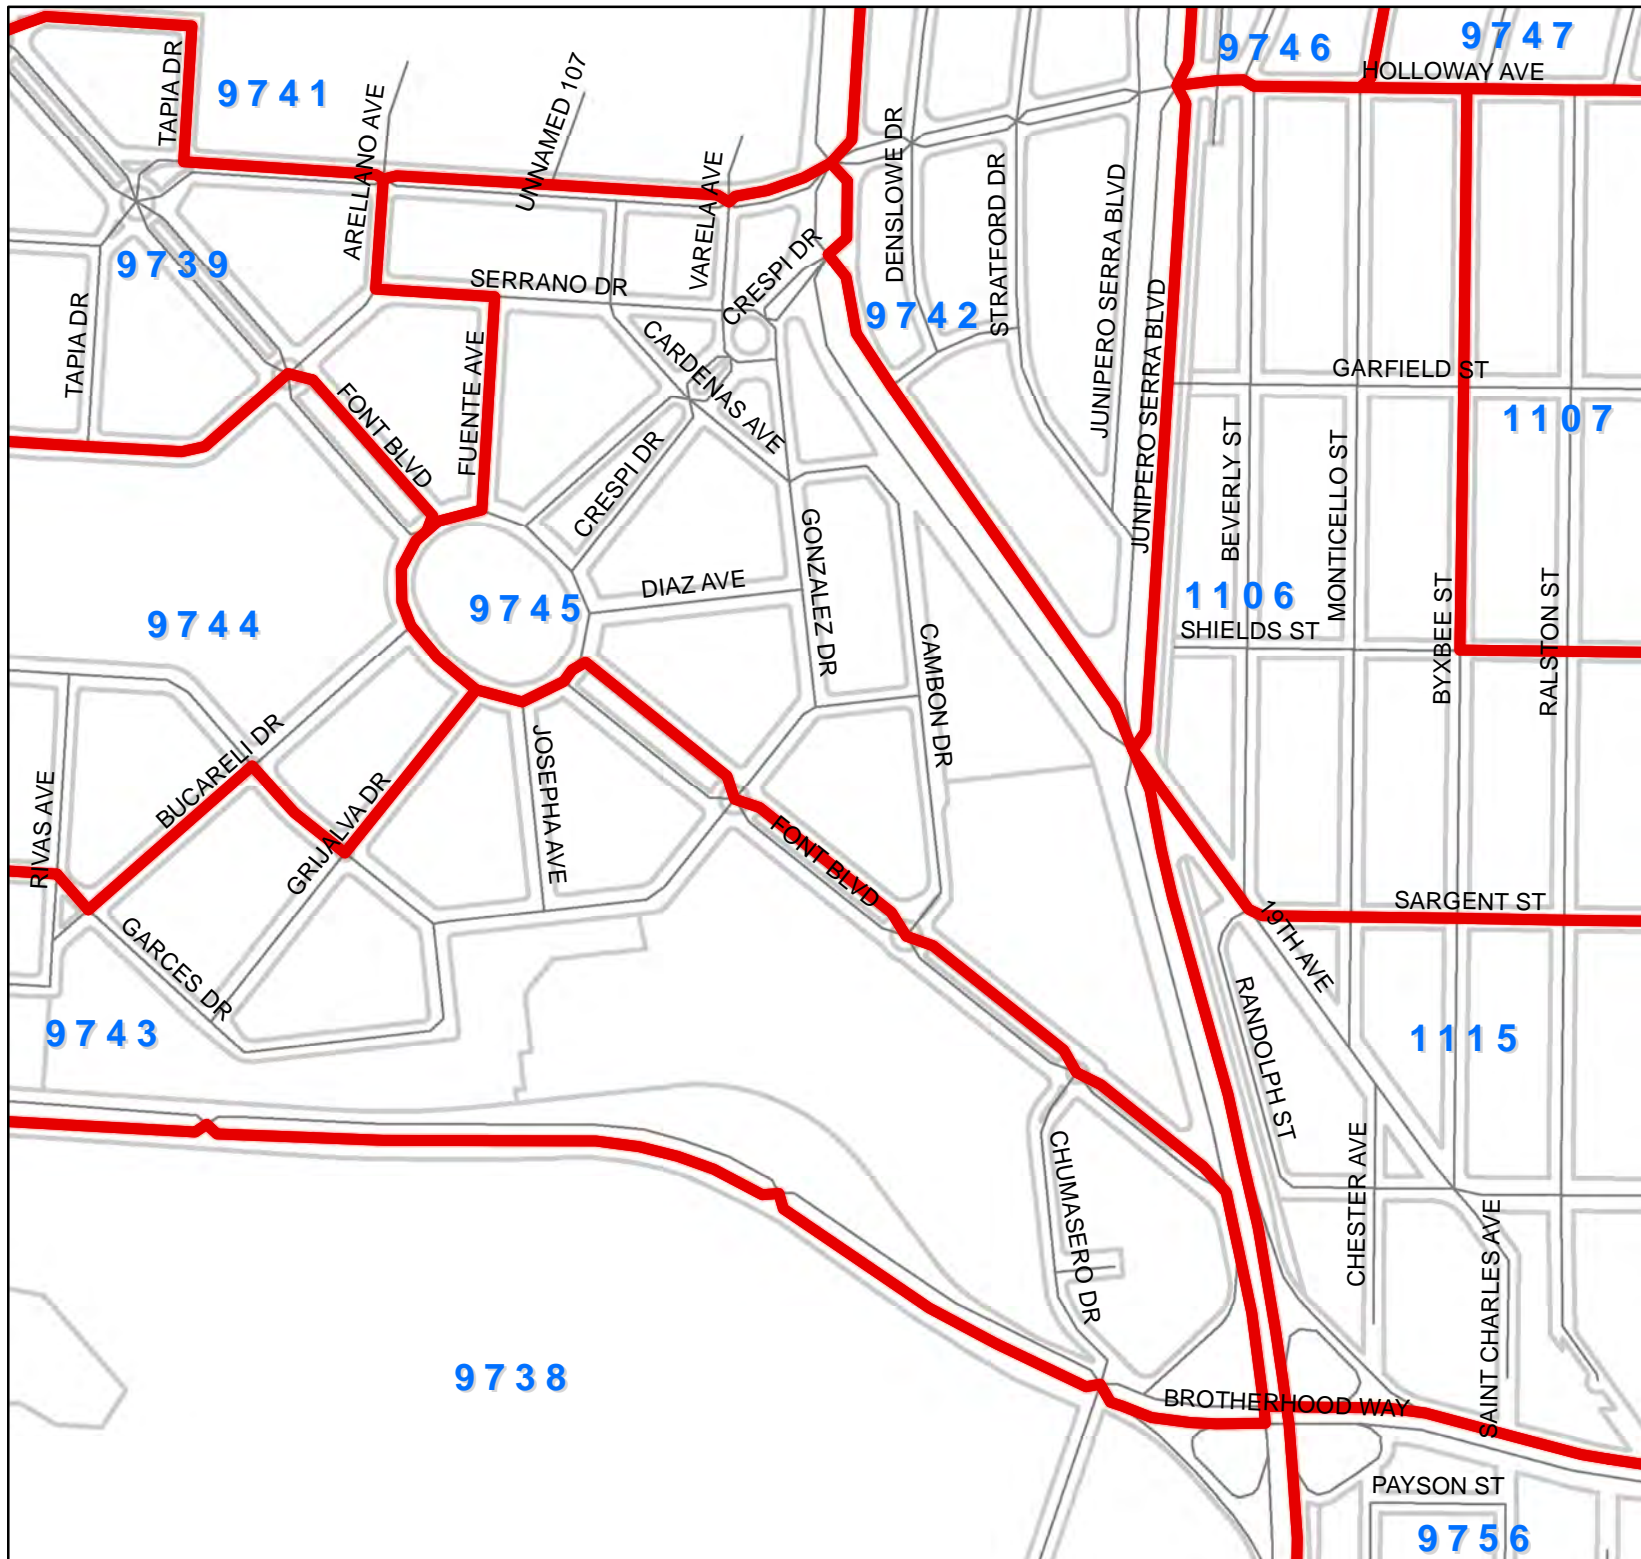 9746
9747
HOLLOWAY AVE
TAPIA DR
9741
ARELLANO AVE
UNNAMED 107
VARELA AVE
DENSLOWE DR
STRATFORD DR
JUNIPERO SERRA BLVD
JUNIPERO SERRA BLVD
9739
SERRANO DR
CRESPI DR
9742
TAPIA DR
FUENTE AVE
FONT BLVD
CARDENAS AVE
GARFIELD ST
1107
CRESPI DR
BEVERLY ST
MONTICELLO ST
GONZALEZ DR
DIAZ AVE
9745
9744
1106
SHIELDS ST
BYXBEE ST
RALSTON ST
CAMBON DR
BUCARELI DR
JOSEPHA AVE
RIVAS AVE
GRIJALVA DR
FONT BLVD
SARGENT ST
19TH AVE
GARCES DR
9743
RANDOLPH ST
1115
CHUMASERO DR
CHESTER AVE
SAINT CHARLES AVE
9738
BROTHERHOOD WAY
PAYSON ST
9756